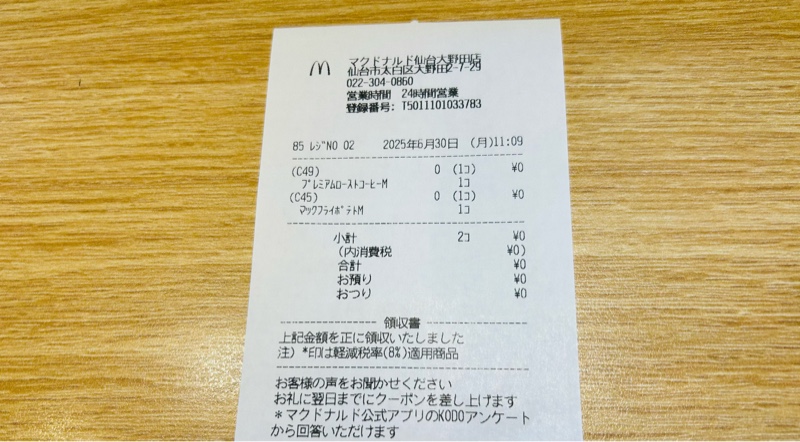 マクドナルド仙台大野田店
仙台市太白区大野田2-7-29
022-304-0860
営業時間 24時間営業
登録番号: T5011101033783
85 ﾚｼﾞNO 02 2025年6月30日 (月)11:09
(C49) 0 (1コ) ¥0
ﾌﾟﾚﾐｱﾑﾛｰｽﾄｺｰﾋｰM 1コ
(C45) 0 (1コ) ¥0
ﾏｯｸﾌﾗｲﾎﾟﾃﾄM 1コ
小計 2コ ¥0
(内消費税 ¥0)
合計 ¥0
お預り ¥0
おつり ¥0
領収書
上記金額を正に領収いたしました
注) *印は軽減税率(8%)適用商品
お客様の声をお聞かせください
お礼に翌日までにクーポンを差し上げます
*マクドナルド公式アプリのKODOアンケート
から回答いただけます